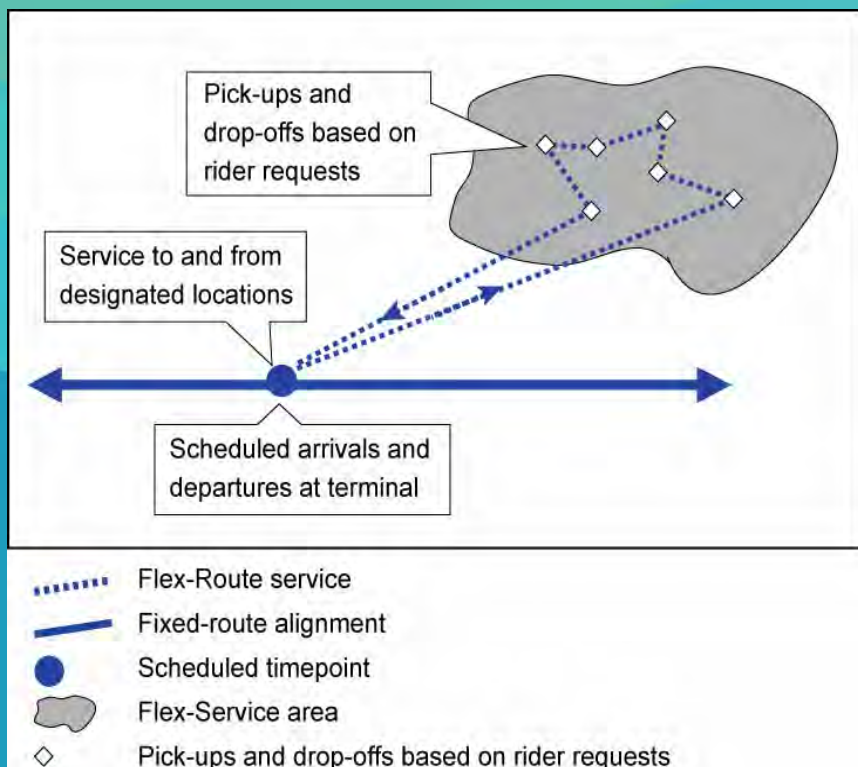 Pick-ups and
drop-offs based on
rider requests
Service to and from
designated locations
Scheduled arrivals and
departures at terminal
Flex-Route service
Fixed-route alignment
Scheduled timepoint
Flex-Service area
Pick-ups and drop-offs based on rider requests